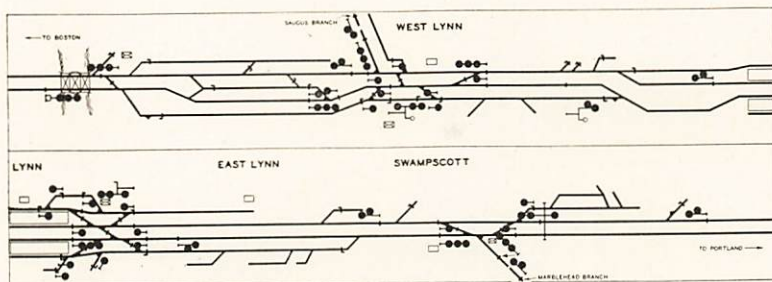 SAUGUS BRANCH
WEST LYNN
TO BOSTON
LYNN
EAST LYNN
SWAMPSCOTT
TO PORTLAND
MARBLEHEAD BRANCH